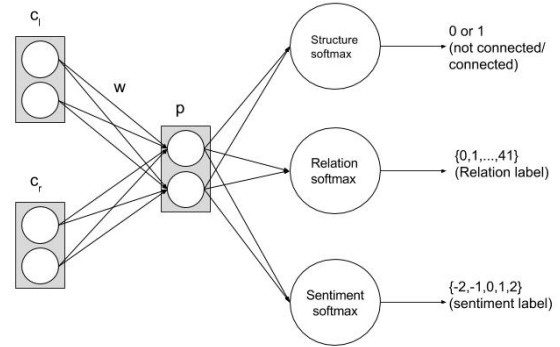 c_l
w
p
c_r
Structure
softmax
0 or 1
(not connected/
connected)
Relation
softmax
{0,1,...,41}
(Relation label)
Sentiment
softmax
{-2,-1,0,1,2}
(sentiment label)